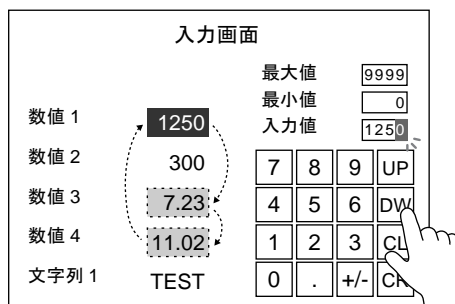 入力画面
最大値 9999
最小値 0
入力値 1250
数値 1 1250
数値 2 300
数値 3 7.23
数値 4 11.02
文字列 1 TEST
7 8 9 UP
4 5 6 DW
1 2 3 CL
0 . +/- CR